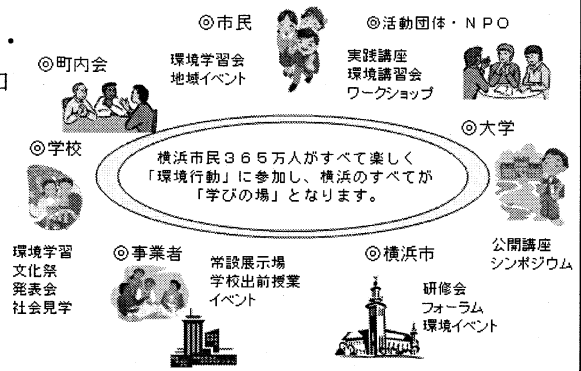 ◎市民
環境学習会
地域イベント
◎活動団体・NPO
実践講座
環境講習会
ワークショップ
◎町内会
◎大学
公開講座
シンポジウム
◎学校
環境学習
文化祭
発表会
社会見学
横浜市民365万人がすべて楽しく
「環境行動」に参加し、横浜のすべてが
「学びの場」となります。
◎事業者
常設展示場
学校出前授業
イベント
◎横浜市
研修会
フォーラム
環境イベント